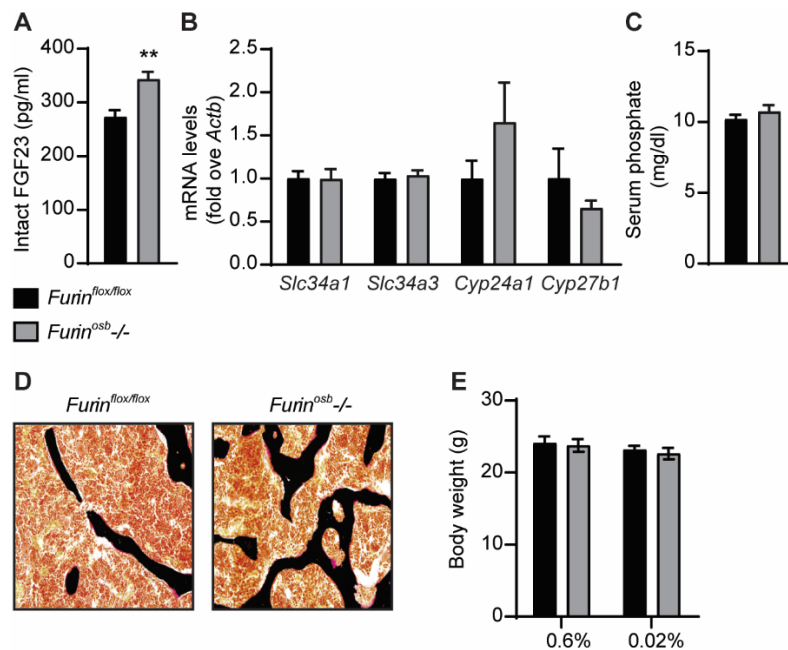 A
Intact FGF23 (pg/ml)
400
300
200
100
0
**
B
mRNA levels
(fold ove Actb)
2.5
2.0
1.5
1.0
0.5
0.0
Slc34a1 Slc34a3 Cyp24a1 Cyp27b1
C
Serum phosphate
(mg/dl)
15
10
5
0
Furinflox/flox
Furinosb-/-
D
Furinflox/flox
Furinosb-/-
E
Body weight (g)
30
20
10
0
0.6% 0.02%